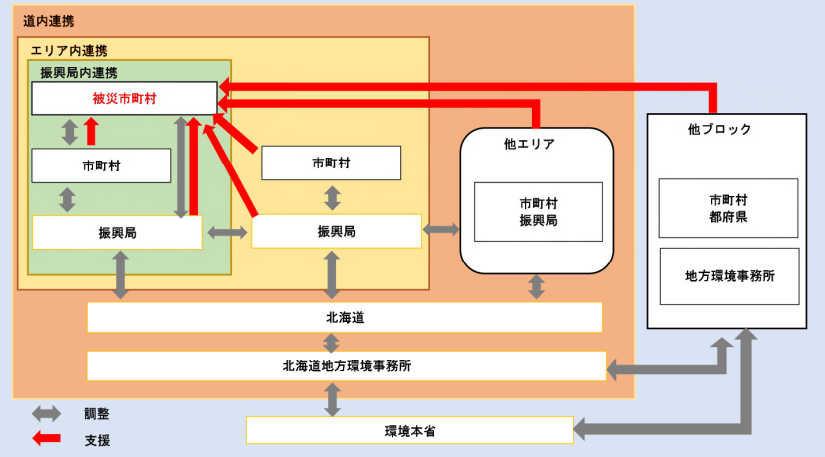 道内連携
エリア内連携
振興局内連携
被災市町村
市町村
振興局
市町村
振興局
他エリア
市町村
振興局
他ブロック
市町村
都府県
地方環境事務所
北海道
北海道地方環境事務所
環境本省
調整
支援